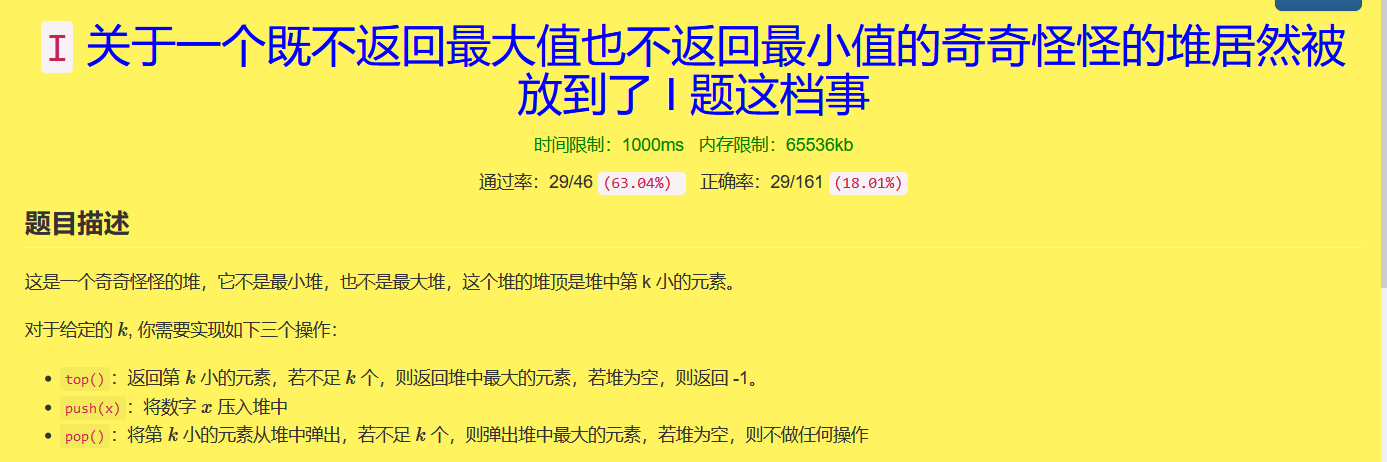 I 关于一个既不返回最大值也不返回最小值的奇奇怪怪的堆居然被
放到了 I 题这档事
时间限制：1000ms 内存限制：65536kb
通过率：29/46 (63.04%) 正确率：29/161 (18.01%)
题目描述
这是一个奇奇怪怪的堆，它不是最小堆，也不是最大堆，这个堆的堆顶是堆中第 k 小的元素。
对于给定的 k, 你需要实现如下三个操作：
• top() ：返回第 k 小的元素，若不足 k 个，则返回堆中最大的元素，若堆为空，则返回 -1。
• push(x) ：将数字 x 压入堆中
• pop() ：将第 k 小的元素从堆中弹出，若不足 k 个，则弹出堆中最大的元素，若堆为空，则不做任何操作